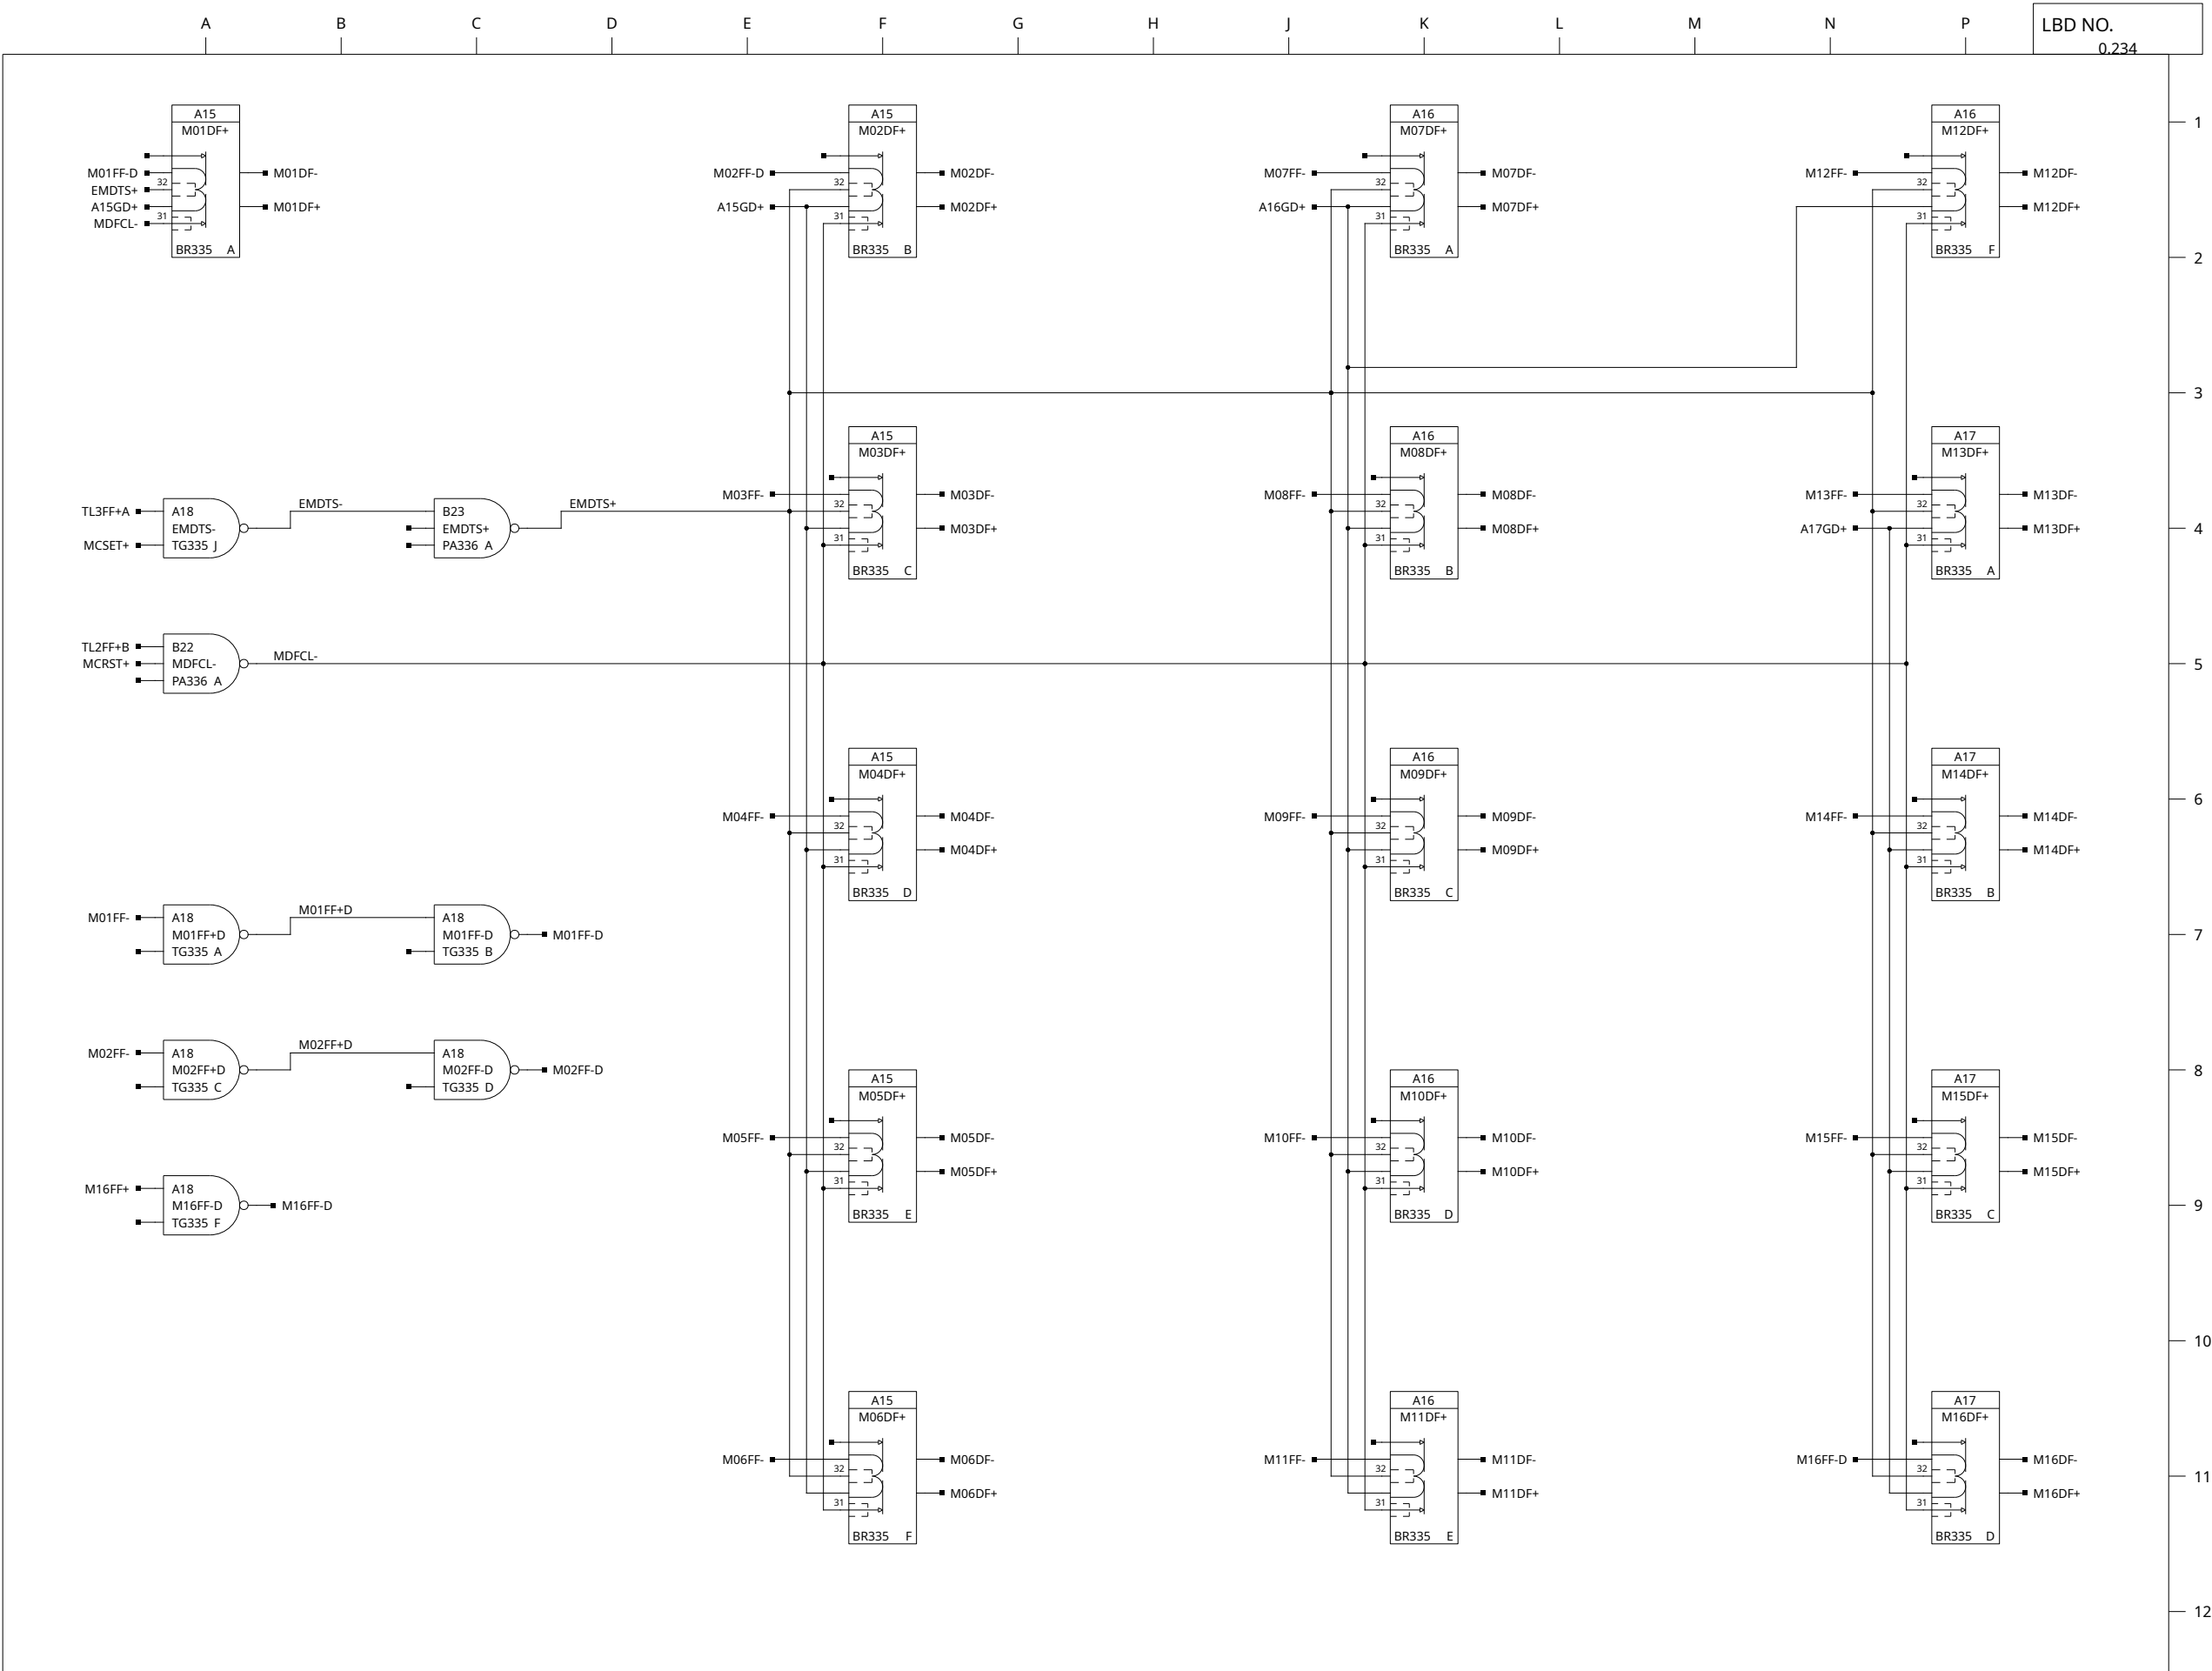 A B C D E F G H J K L M N P
LBD NO.
0.234
A15 A15 A16 A16
M01DF+ M02DF+ M07DF+ M12DF+
1
M01FF-D M01DF- M02FF-D M02DF- M07FF- M07DF- M12FF- M12DF-
EMDTS+ 32 32 32 32
A15GD+ M01DF+ A15GD+ M02DF+ A16GD+ M07DF+ M12DF+
MDFCL- 31 31 31 31
BR335 A BR335 B BR335 A BR335 F
2
3
A15 A16 A17
M03DF+ M08DF+ M13DF+
M03FF- M03DF- M08FF- M08DF- M13FF- M13DF-
EMDTS- EMDTS+
TL3FF+A A18 B23 32 32 32
EMDTS- EMDTS+ M03DF+ M08DF+ A17GD+ M13DF+ 4
MCSET+ TG335 J PA336 A 31 31 31
BR335 C BR335 B BR335 A
TL2FF+B B22 MDFCL-
MCRST+ MDFCL- 5
PA336 A
A15 A16 A17
M04DF+ M09DF+ M14DF+
6
M04FF- M04DF- M09FF- M09DF- M14FF- M14DF-
32 32 32
M04DF+ M09DF+ M14DF+
31 31 31
BR335 D BR335 C BR335 B
M01FF+D
M01FF- A18 A18
M01FF+D M01FF-D M01FF-D 7
TG335 A TG335 B
M02FF+D
M02FF- A18 A18
M02FF+D M02FF-D M02FF-D 8
TG335 C TG335 D
A15 A16 A17
M05DF+ M10DF+ M15DF+
M05FF- M05DF- M10FF- M10DF- M15FF- M15DF-
32 32 32
M05DF+ M10DF+ M15DF+
31 31 31
M16FF+ A18
M16FF-D M16FF-D 9
TG335 F
BR335 E BR335 D BR335 C
10
A15 A16 A17
M06DF+ M11DF+ M16DF+
M06FF- M06DF- M11FF- M11DF- M16FF-D M16DF-
32 32 32
11
M06DF+ M11DF+ M16DF+
31 31 31
BR335 F BR335 E BR335 D
12